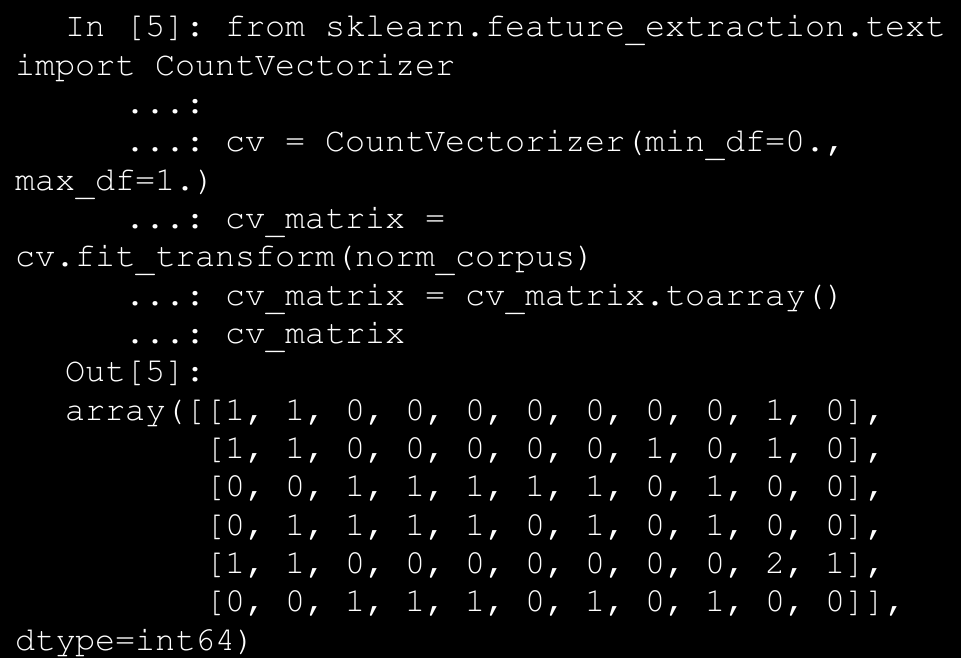 In [5]: from sklearn.feature_extraction.text
import CountVectorizer
...:
...: cv = CountVectorizer(min_df=0.,
max_df=1.)
...: cv_matrix =
cv.fit_transform(norm_corpus)
...: cv_matrix = cv_matrix.toarray()
...: cv_matrix
Out[5]:
array([[1, 1, 0, 0, 0, 0, 0, 0, 0, 1, 0],
[1, 1, 0, 0, 0, 0, 0, 1, 0, 1, 0],
[0, 0, 1, 1, 1, 1, 1, 0, 1, 0, 0],
[0, 1, 1, 1, 1, 0, 1, 0, 1, 0, 0],
[1, 1, 0, 0, 0, 0, 0, 0, 0, 2, 1],
[0, 0, 1, 1, 1, 0, 1, 0, 1, 0, 0]],
dtype=int64)